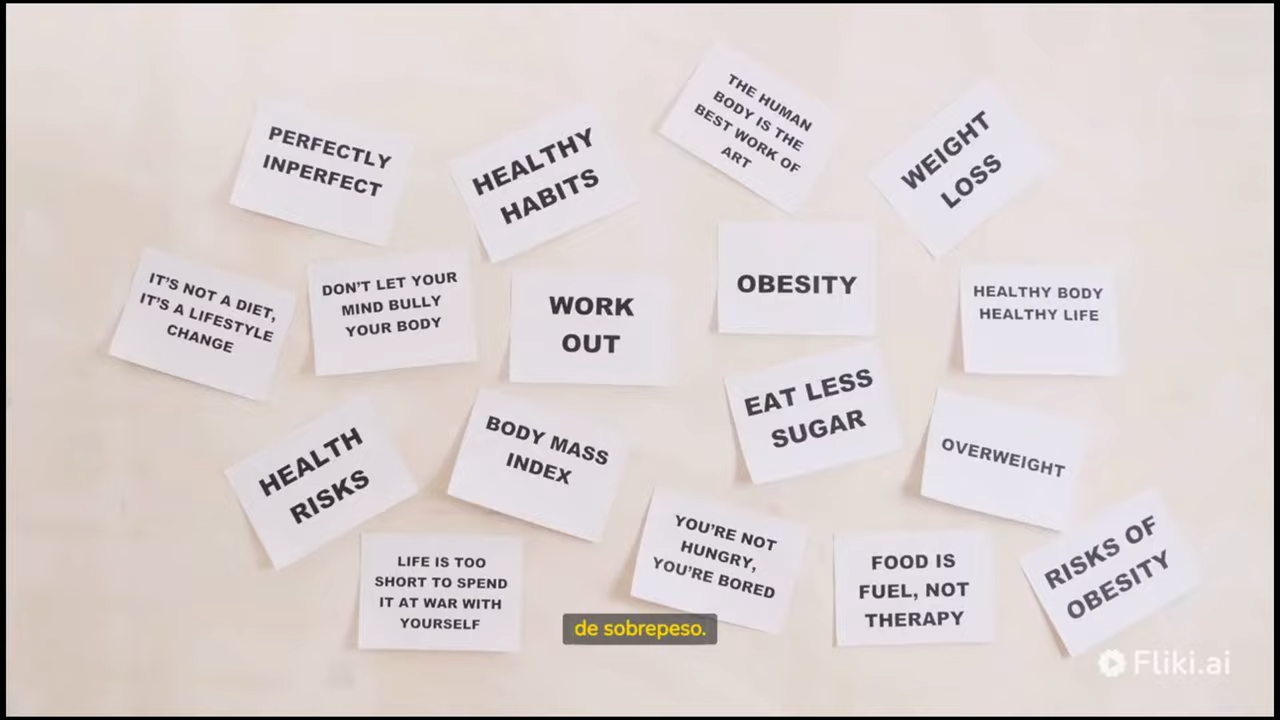 PERFECTLY
INPERFECT
HEALTHY
HABITS
THE HUMAN
BODY IS THE
BEST WORK OF
ART
WEIGHT
LOSS
IT'S NOT A DIET,
IT'S A LIFESTYLE
CHANGE
DON'T LET YOUR
MIND BULLY
YOUR BODY
WORK
OUT
OBESITY
HEALTHY BODY
HEALTHY LIFE
HEALTH
RISKS
BODY MASS
INDEX
EAT LESS
SUGAR
OVERWEIGHT
LIFE IS TOO
SHORT TO SPEND
IT AT WAR WITH
YOURSELF
YOU'RE NOT
HUNGRY,
YOU'RE BORED
FOOD IS
FUEL, NOT
THERAPY
RISKS OF
OBESITY
de sobrepeso.
Fliki.ai